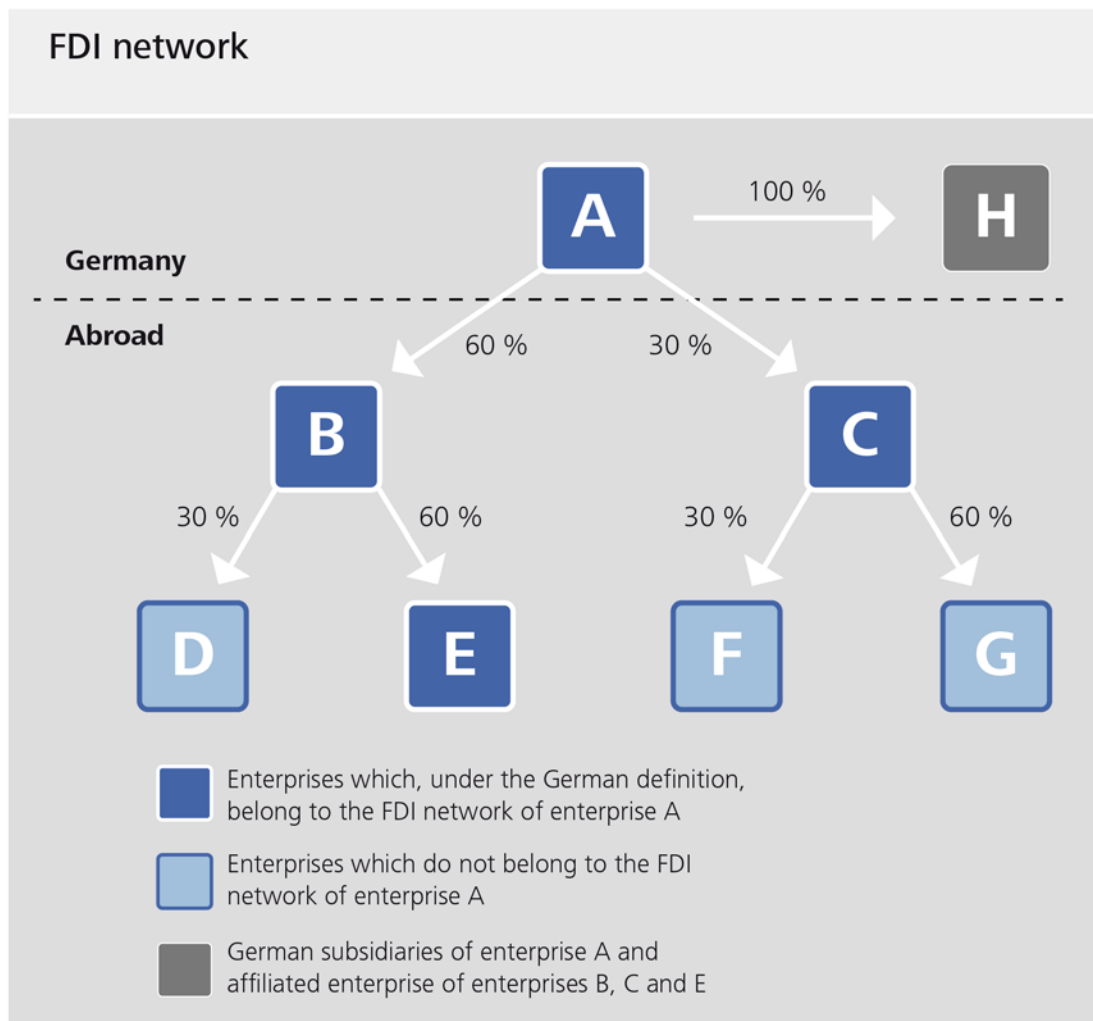 FDI network
A
100 %
H
Germany
Abroad
60 %
30 %
B
C
30 %
60 %
30 %
60 %
D
E
F
G
Enterprises which, under the German definition,
belong to the FDI network of enterprise A
Enterprises which do not belong to the FDI
network of enterprise A
German subsidiaries of enterprise A and
affiliated enterprise of enterprises B, C and E